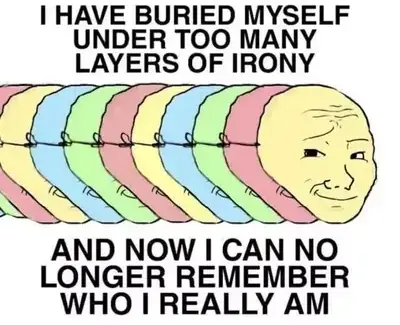 I HAVE BURIED MYSELF
UNDER TOO MANY
LAYERS OF IRONY
AND NOW I CAN NO
LONGER REMEMBER
WHO I REALLY AM